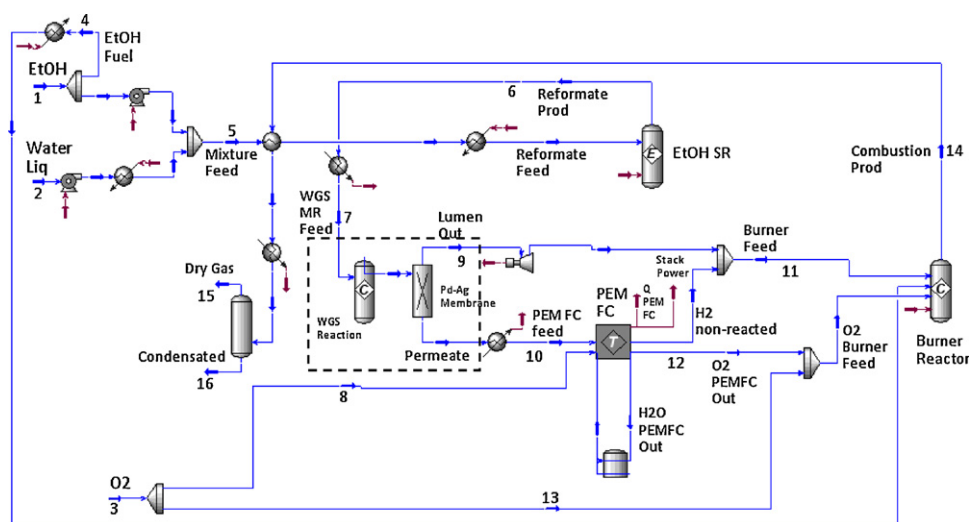 4
EtOH
Fuel
EtOH
1
Water
Liq
2
5
Mixture
Feed
6
Reformate
Prod
Reformate
Feed
E
EtOH SR
Combustion
Prod
14
WGS
MR
Feed
7
Lumen
Out
9
Dry Gas
15
Condensated
16
C
WGS
Reaction
Pd-Ag
Membrane
Permeate
PEM FC
feed
10
PEM
FC
T
Q
PEM
FC
Stack
Power
H2
non-reacted
Burner
Feed
11
12
O2
PEMFC
Out
O2
Burner
Feed
C
Burner
Reactor
8
H2O
PEMFC
Out
O2
3
13